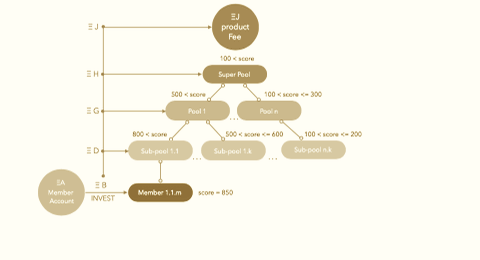 ΞJ
product
Fee
Ξ J
100 < score
Ξ H
Super Pool
500 < score
100 < score <= 300
Ξ G
Pool 1
...
Pool n
800 < score
500 < score <= 600
100 < score <= 200
Ξ D
Sub-pool 1.1
...
Sub-pool 1.k
...
Sub-pool n.k
ΞA
Member
Account
Ξ B
INVEST
Member 1.1.m
score = 850